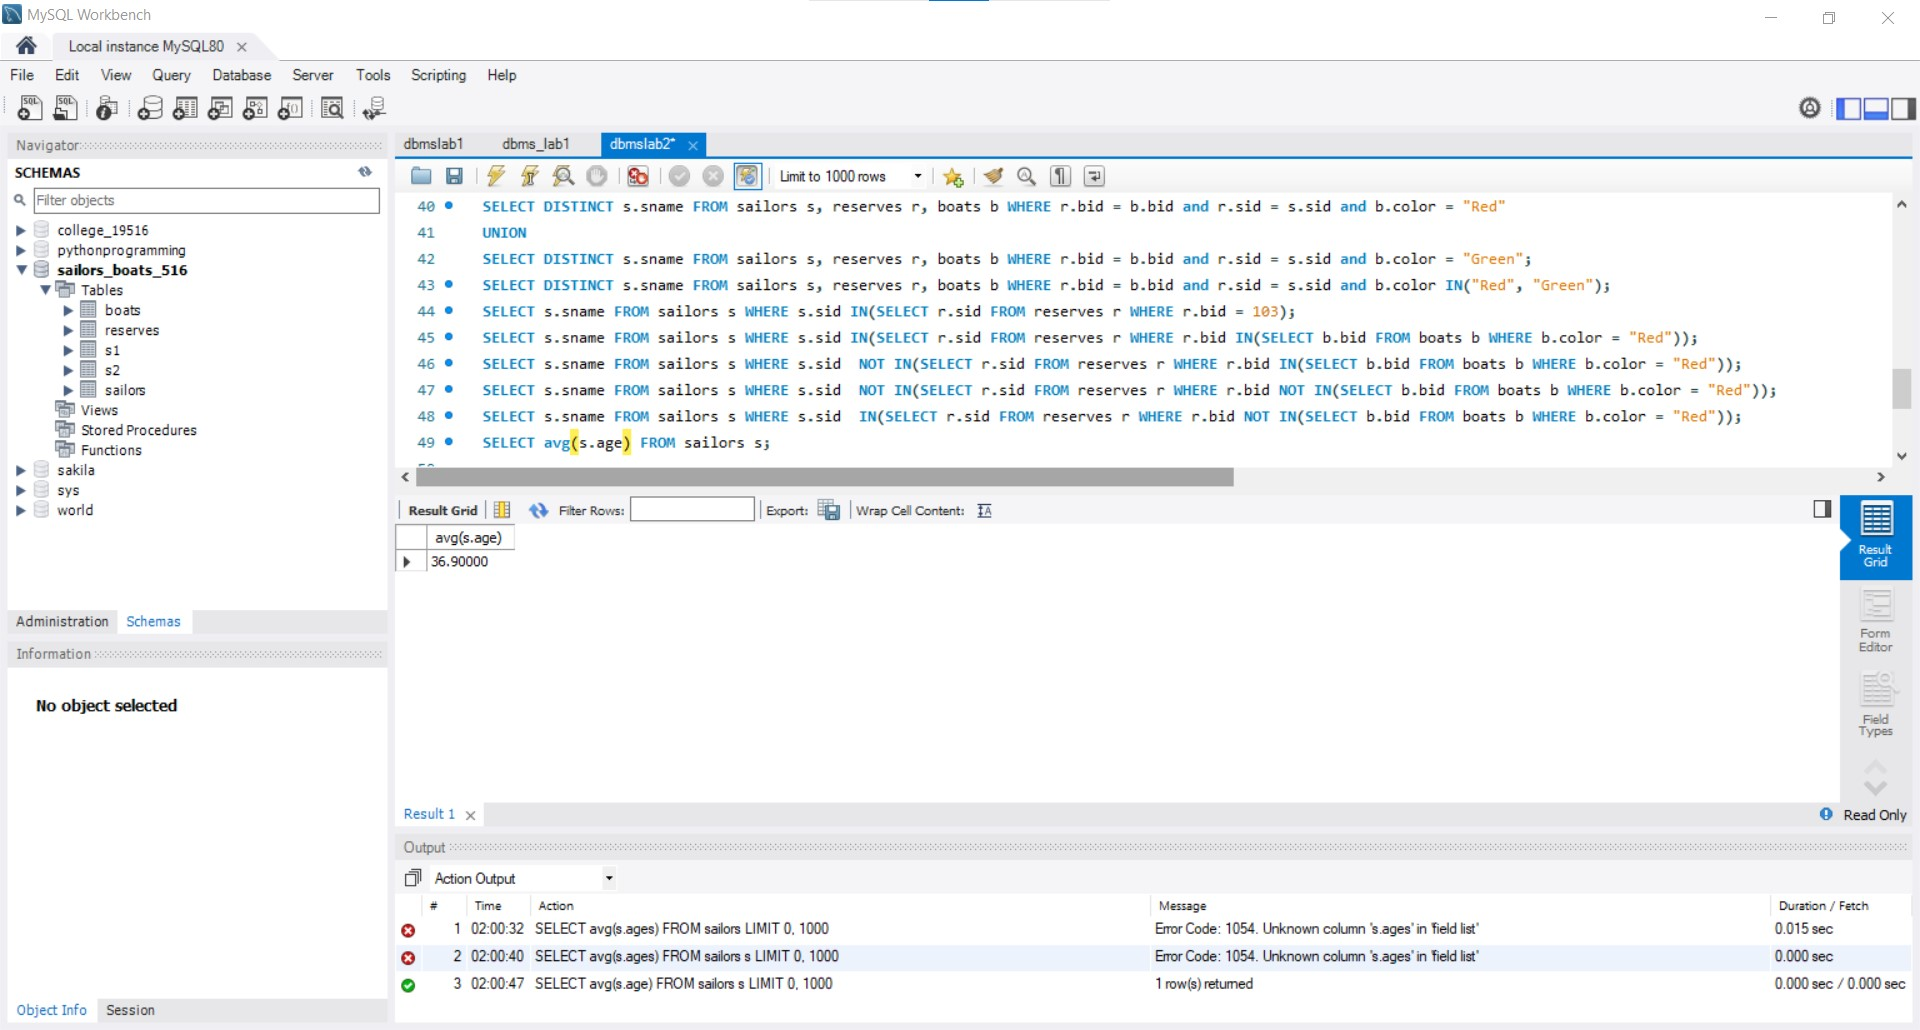 MySQL Workbench
Local instance MySQL80
File Edit View Query Database Server Tools Scripting Help
Navigator
SCHEMAS
Filter objects
college_19516
pythonprogramming
sailors_boats_516
Tables
boats
reserves
s1
s2
sailors
Views
Stored Procedures
Functions
sakila
sys
world
Administration Schemas
Information
No object selected
Object Info Session
dbmslab1 dbms_lab1 dbmslab2*
Limit to 1000 rows
40 SELECT DISTINCT s.sname FROM sailors s, reserves r, boats b WHERE r.bid = b.bid and r.sid = s.sid and b.color = "Red"
41 UNION
42 SELECT DISTINCT s.sname FROM sailors s, reserves r, boats b WHERE r.bid = b.bid and r.sid = s.sid and b.color = "Green";
43 SELECT DISTINCT s.sname FROM sailors s, reserves r, boats b WHERE r.bid = b.bid and r.sid = s.sid and b.color IN("Red", "Green");
44 SELECT s.sname FROM sailors s WHERE s.sid IN(SELECT r.sid FROM reserves r WHERE r.bid = 103);
45 SELECT s.sname FROM sailors s WHERE s.sid IN(SELECT r.sid FROM reserves r WHERE r.bid IN(SELECT b.bid FROM boats b WHERE b.color = "Red"));
46 SELECT s.sname FROM sailors s WHERE s.sid  NOT IN(SELECT r.sid FROM reserves r WHERE r.bid IN(SELECT b.bid FROM boats b WHERE b.color = "Red"));
47 SELECT s.sname FROM sailors s WHERE s.sid  NOT IN(SELECT r.sid FROM reserves r WHERE r.bid NOT IN(SELECT b.bid FROM boats b WHERE b.color = "Red"));
48 SELECT s.sname FROM sailors s WHERE s.sid  IN(SELECT r.sid FROM reserves r WHERE r.bid NOT IN(SELECT b.bid FROM boats b WHERE b.color = "Red"));
49 SELECT avg(s.age) FROM sailors s;
Result Grid Filter Rows: Export: Wrap Cell Content:
avg(s.age)
36.90000
Result Grid
Form Editor
Field Types
Result 1
Read Only
Output
Action Output
# Time Action Message Duration / Fetch
1 02:00:32 SELECT avg(s.ages) FROM sailors LIMIT 0, 1000 Error Code: 1054. Unknown column 's.ages' in 'field list' 0.015 sec
2 02:00:40 SELECT avg(s.ages) FROM sailors s LIMIT 0, 1000 Error Code: 1054. Unknown column 's.ages' in 'field list' 0.000 sec
3 02:00:47 SELECT avg(s.age) FROM sailors s LIMIT 0, 1000 1 row(s) returned 0.000 sec / 0.000 sec